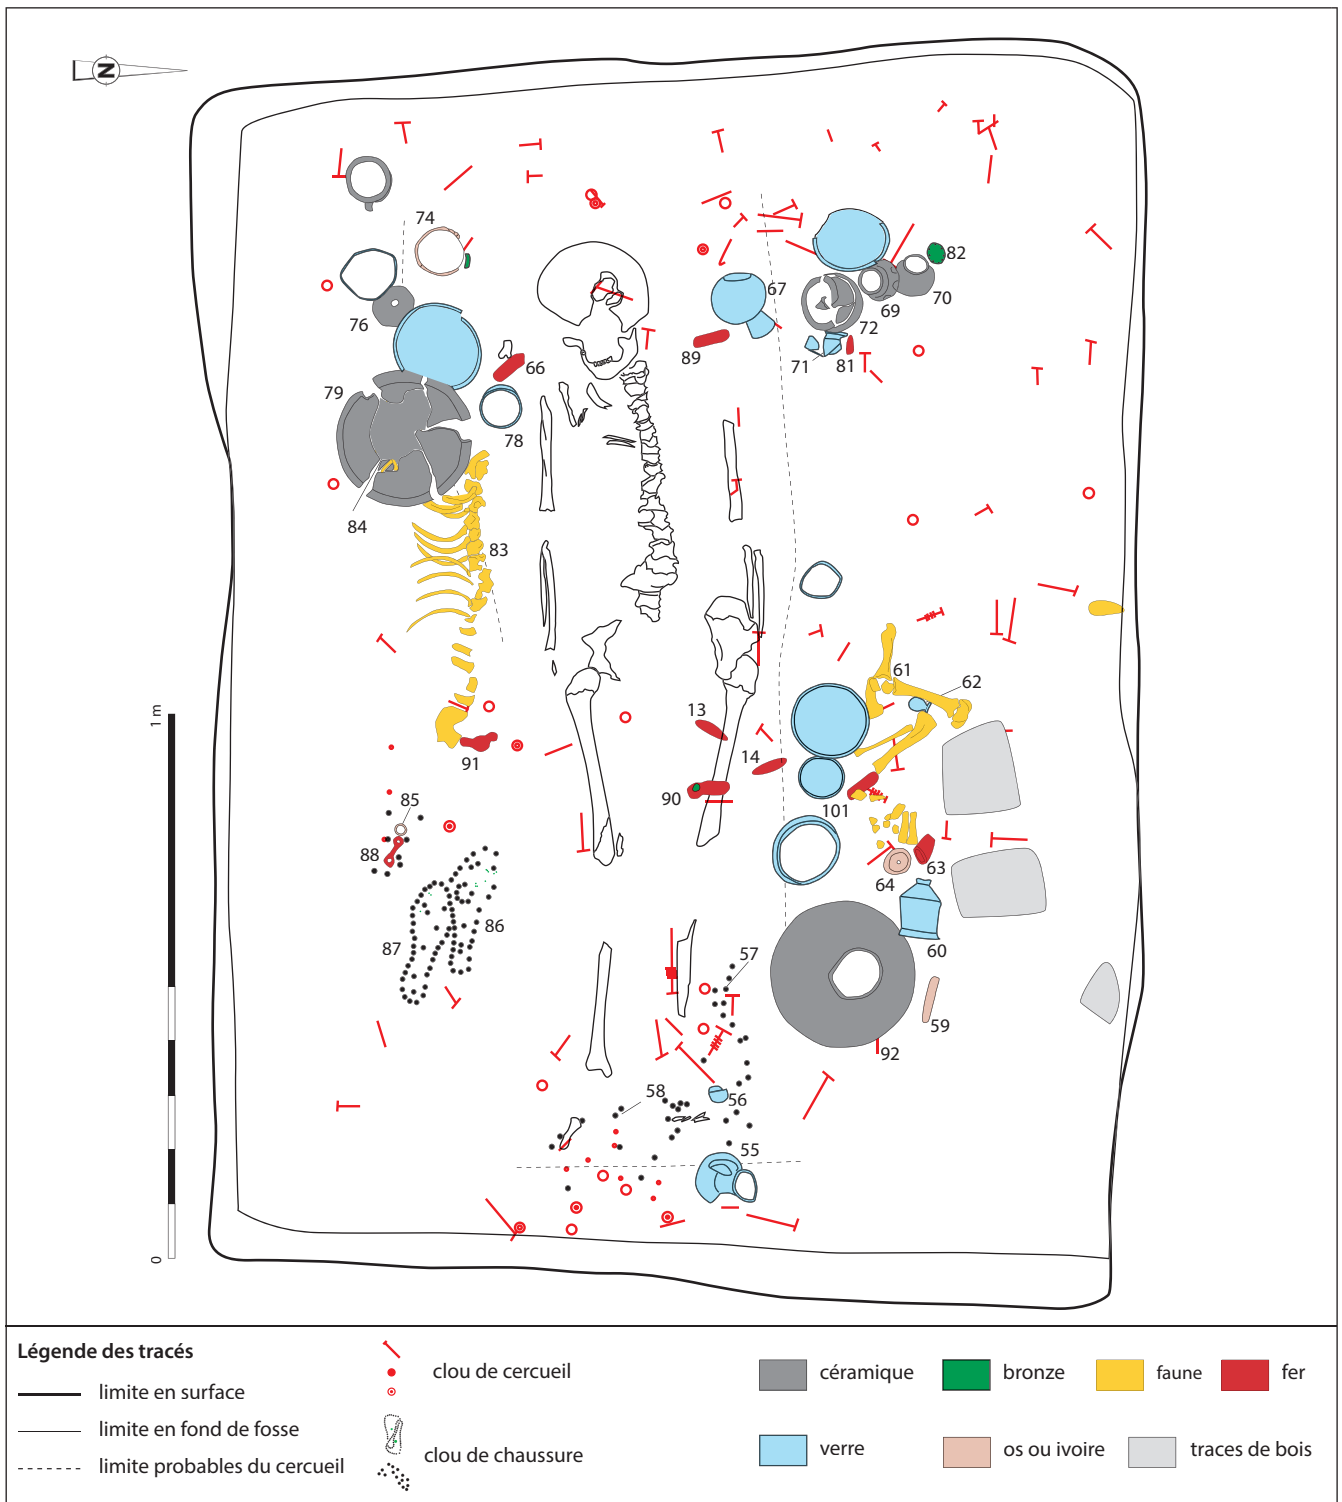 N
74
82
67
76
69
70
72
89
71
81
66
79
78
84
83
61
62
13
14
91
90
101
85
88
63
64
86
87
60
57
59
92
58
56
55
1 m
0
Légende des tracés
limite en surface
limite en fond de fosse
limite probables du cercueil
clou de cercueil
clou de chaussure
céramique
bronze
faune
fer
verre
os ou ivoire
traces de bois